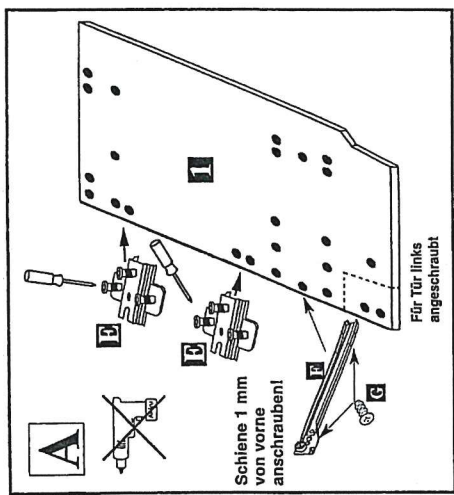 A
E
E
1
Schiene 1 mm
von vorne
anschrauben!
F
G
Für Tür links
angeschraubt